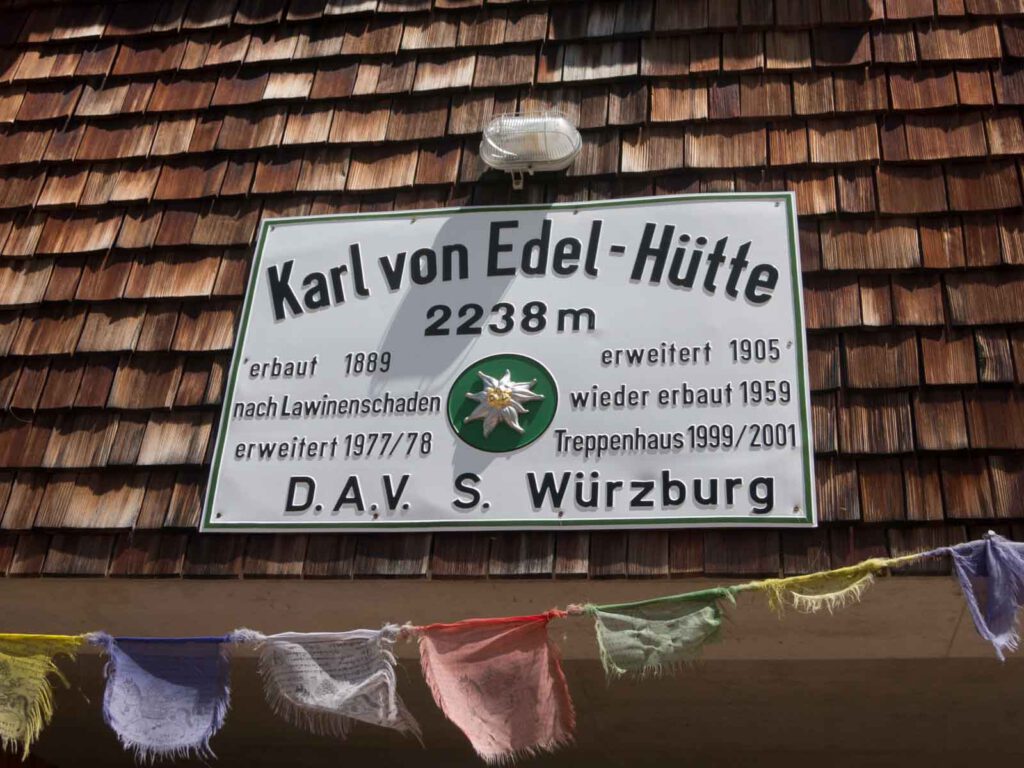 Karl von Edel-Hütte
2238m
erbaut 1889
erweitert 1905
nach Lawinenschaden
wieder erbaut 1959
erweitert 1977/78
Treppenhaus 1999/2001
D.A.V. S. Würzburg